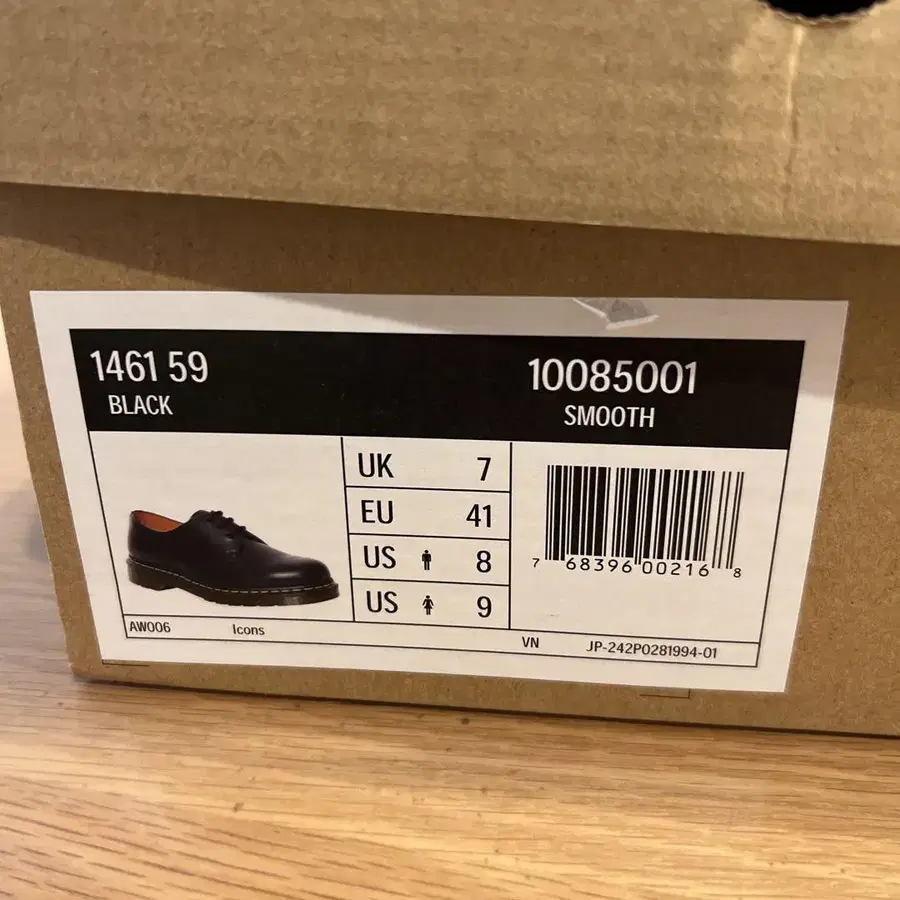 1461 59
BLACK
10085001
SMOOTH
UK 7
EU 41
US 8
US 9
7 68396 00216 8
AW006 Icons
VN JP-242P0281994-01